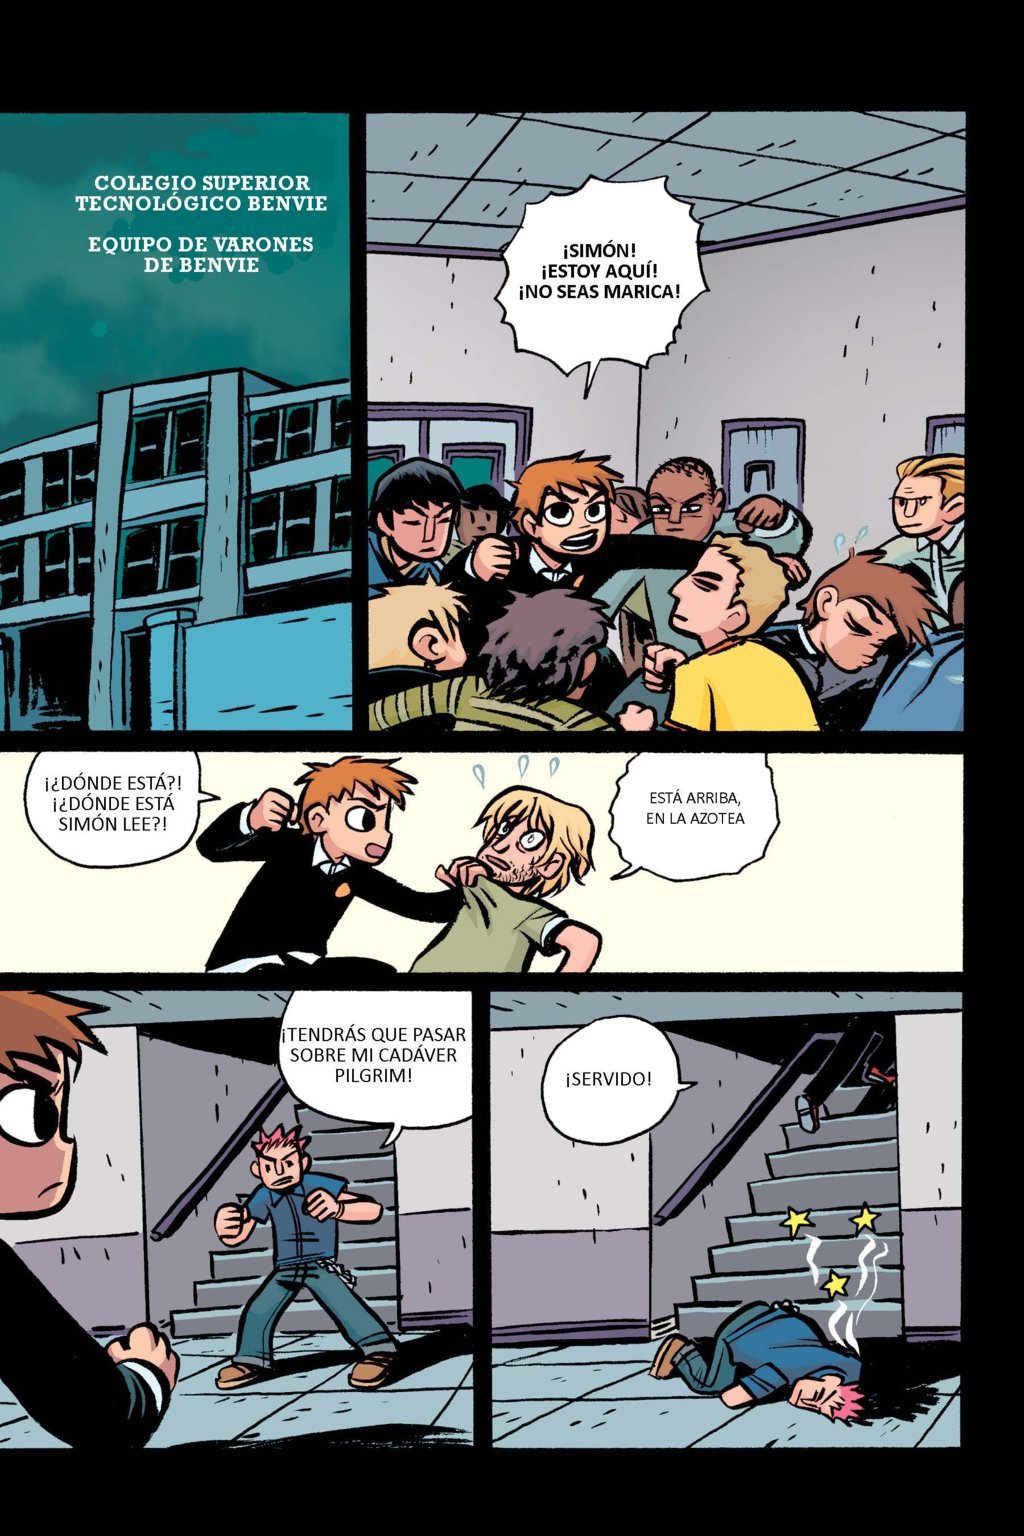 COLEGIO SUPERIOR
TECNOLÓGICO BENVIE
EQUIPO DE VARONES
DE BENVIE
¡SIMÓN!
¡ESTOY AQUÍ!
¡NO SEAS MARICA!
¡¿DÓNDE ESTÁ?!
¡¿DÓNDE ESTÁ
SIMÓN LEE?!
ESTÁ ARRIBA,
EN LA AZOTEA
¡TENDRÁS QUE PASAR
SOBRE MI CADÁVER
PILGRIM!
¡SERVIDO!